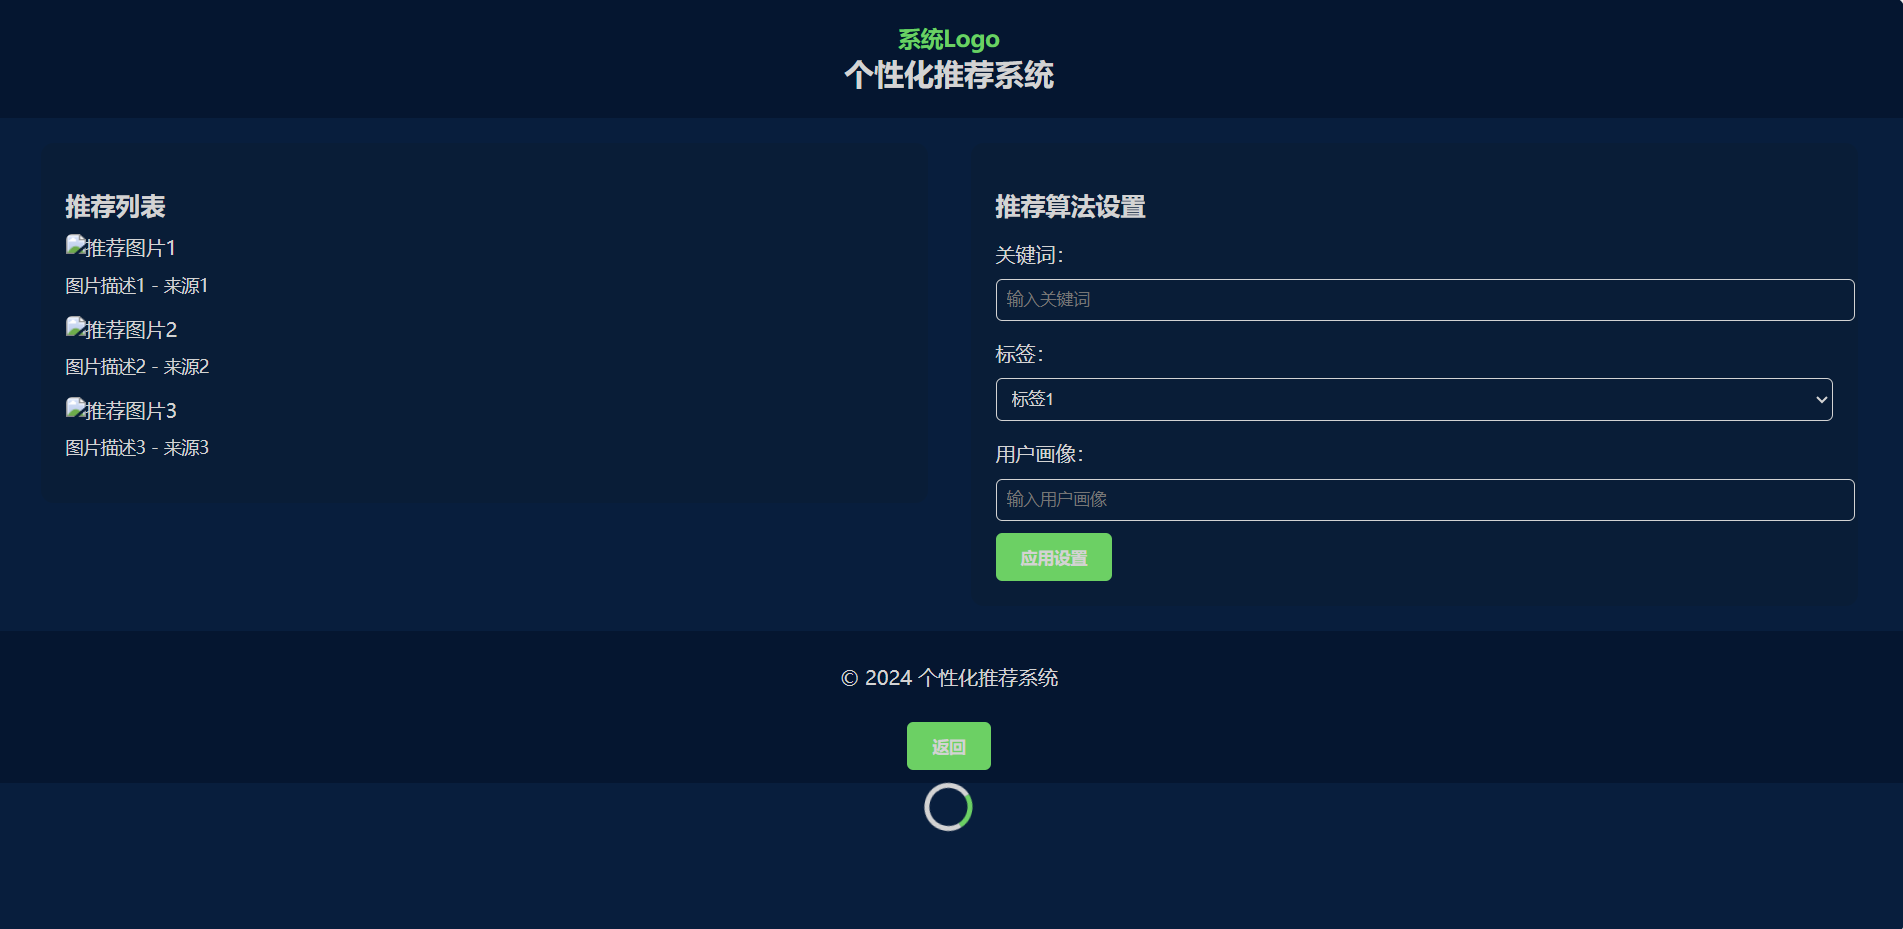 系统Logo
个性化推荐系统
推荐列表
推荐图片1
图片描述1 - 来源1
推荐图片2
图片描述2 - 来源2
推荐图片3
图片描述3 - 来源3
推荐算法设置
关键词：
输入关键词
标签：
标签1
用户画像：
输入用户画像
应用设置
© 2024 个性化推荐系统
返回